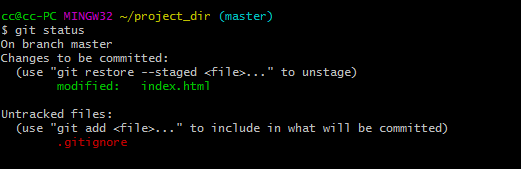 cc@cc-PC MINGW32 ~/project_dir (master)
$ git status
On branch master
Changes to be committed:
  (use "git restore --staged <file>..." to unstage)
        modified:   index.html

Untracked files:
  (use "git add <file>..." to include in what will be committed)
        .gitignore